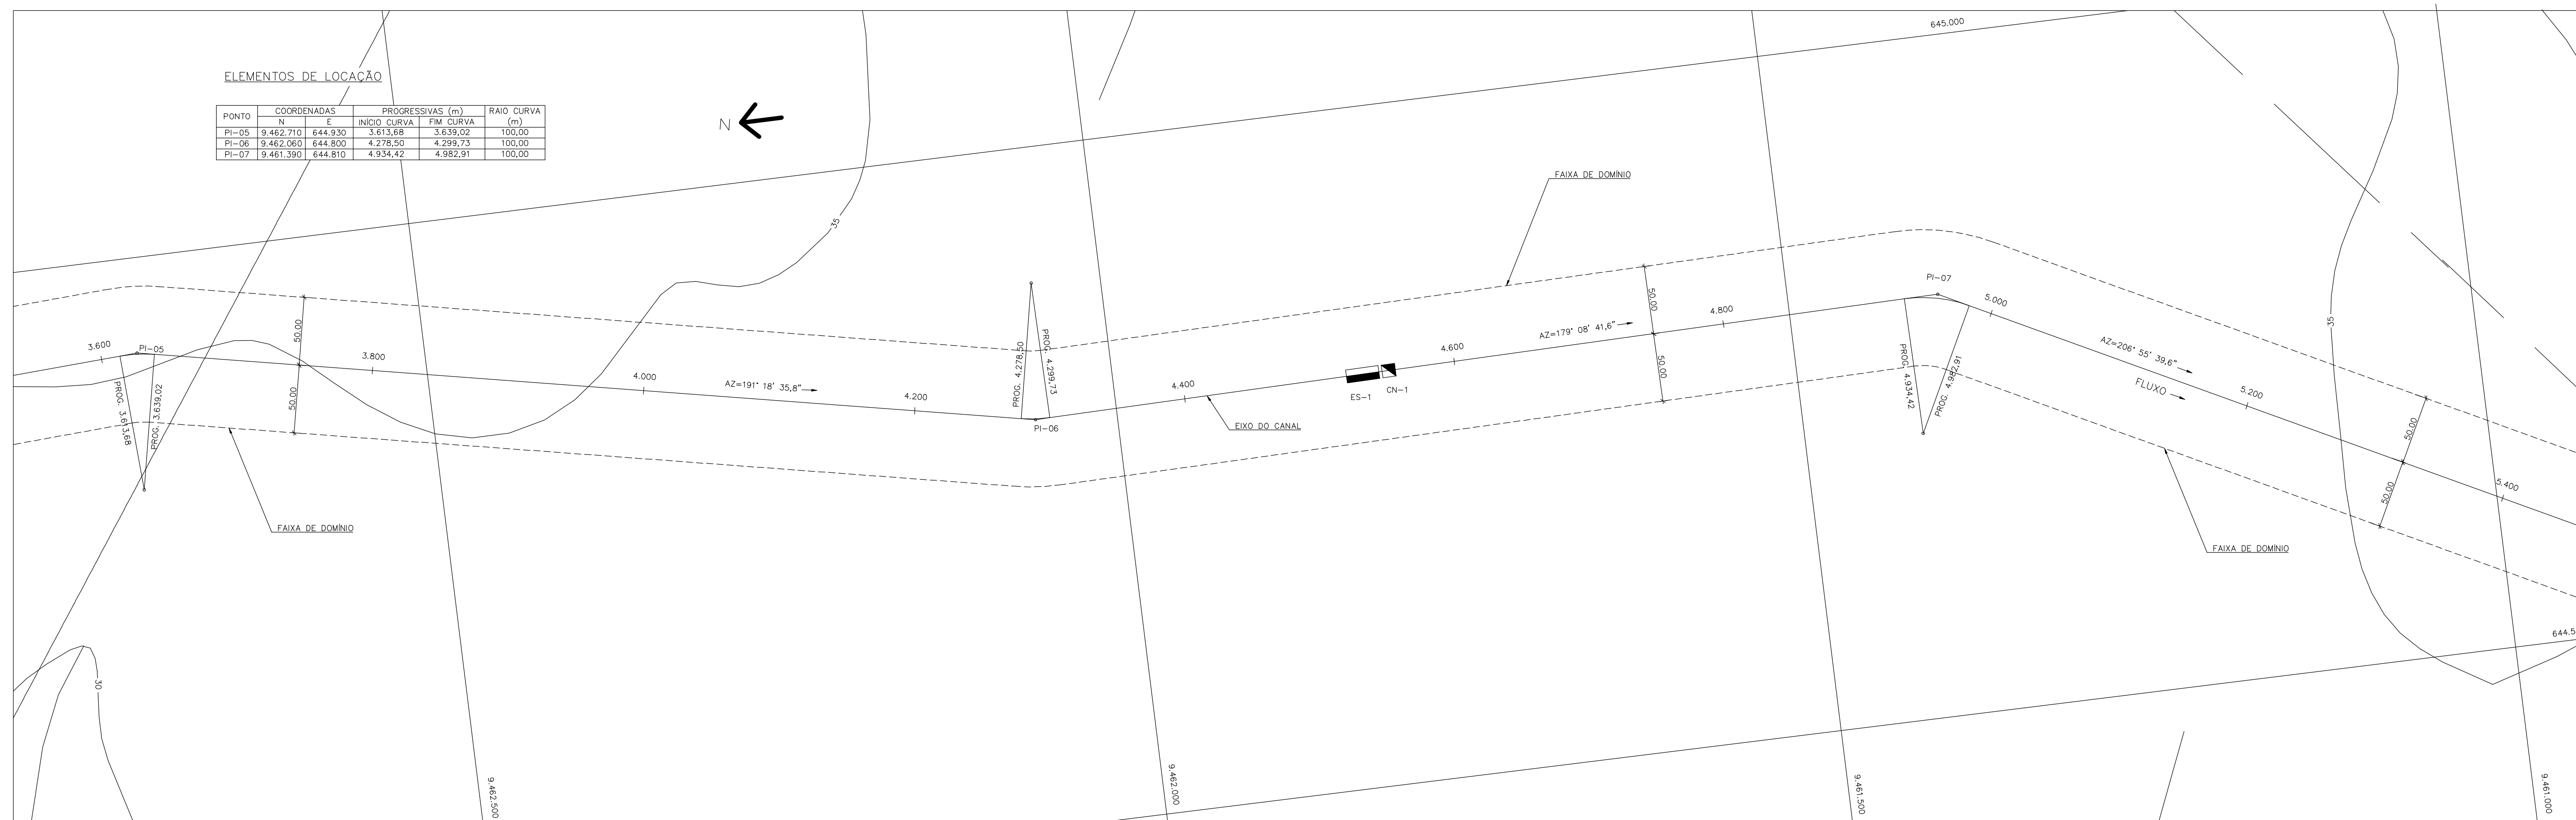 ELEMENTOS DE LOCAÇÃO
PONTO COORDENADAS PROGRESSIVAS (m) RAIO CURVA (m)
N E INÍCIO CURVA FIM CURVA
PI-05 9.462.710 644.930 3.613,68 3.639,02 100,00
PI-06 9.462.060 644.800 4.278,50 4.299,73 100,00
PI-07 9.461.390 644.810 4.934,42 4.982,91 100,00
N
645.000
35
FAIXA DE DOMÍNIO
3.600
PI-05
PROG. 3.613,68
PROG. 3.639,02
50.00
50.00
3.800
4.000
AZ=191° 18' 35,8"
4.200
PROG. 4.278,50
PROG. 4.299,73
PI-06
4.400
EIXO DO CANAL
ES-1
CN-1
4.600
AZ=179° 08' 41,6"
50.00
50.00
4.800
PI-07
PROG. 4.934,42
PROG. 4.982,91
5.000
AZ=206° 55' 39,6"
FLUXO
5.200
35
50.00
50.00
5.400
FAIXA DE DOMÍNIO
FAIXA DE DOMÍNIO
30
644.5
9.462.500
9.462.000
9.461.500
9.461.000